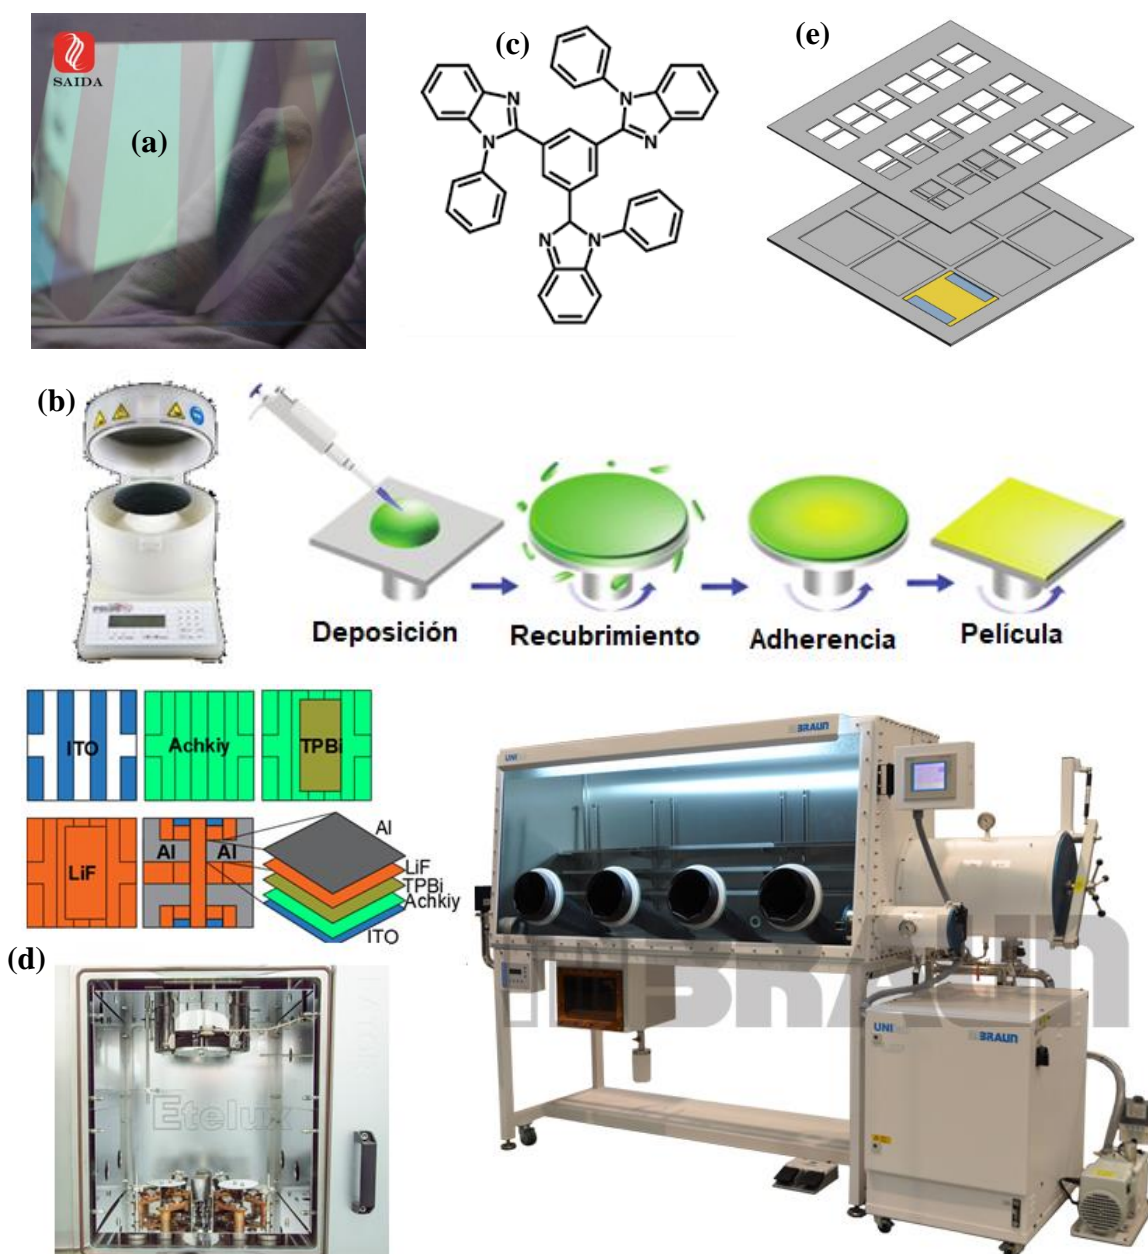 (a)
SAIDA
(c)
N
N
N
N
N
N
(e)
(b)
Deposición
Recubrimiento
Adherencia
Película
ITO
Achkiy
TPBi
LiF
Al
Al
Al
LiF
TPBi
Achkiy
ITO
(d)
Etelux
UNI
BRAUN
BRAUN
UNI
BRAUN